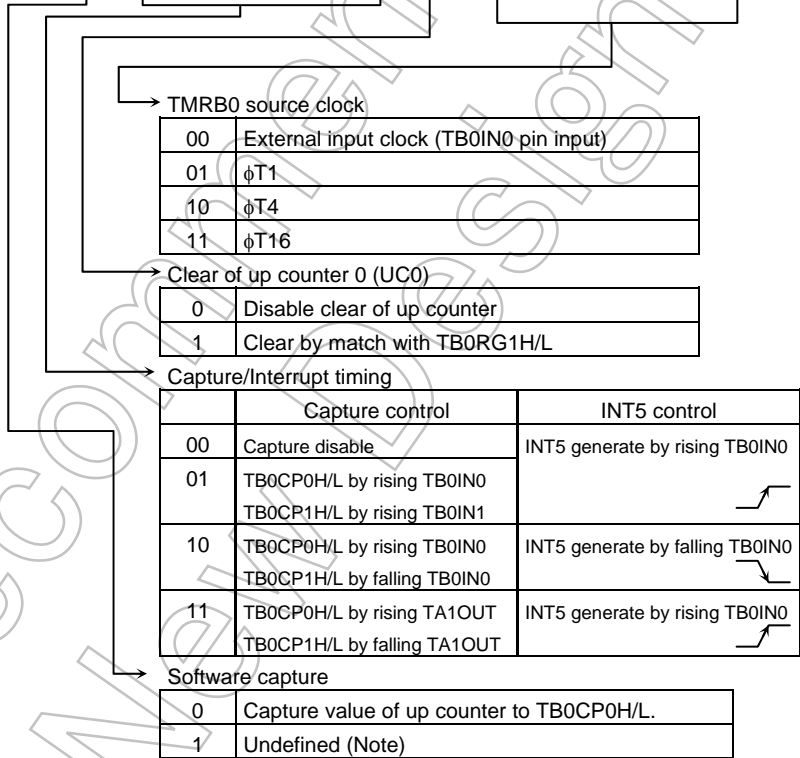 TMRB0 source clock
00 External input clock (TB0IN0 pin input)
01 ϕT1
10 ϕT4
11 ϕT16
Clear of up counter 0 (UC0)
0 Disable clear of up counter
1 Clear by match with TB0RG1H/L
Capture/Interrupt timing
Capture control INT5 control
00 Capture disable INT5 generate by rising TB0IN0
01 TB0CP0H/L by rising TB0IN0
TB0CP1H/L by rising TB0IN1
10 TB0CP0H/L by rising TB0IN0 INT5 generate by falling TB0IN0
TB0CP1H/L by falling TB0IN0
11 TB0CP0H/L by rising TA1OUT INT5 generate by rising TB0IN0
TB0CP1H/L by falling TA1OUT
Software capture
0 Capture value of up counter to TB0CP0H/L.
1 Undefined (Note)
ecommen
New Design